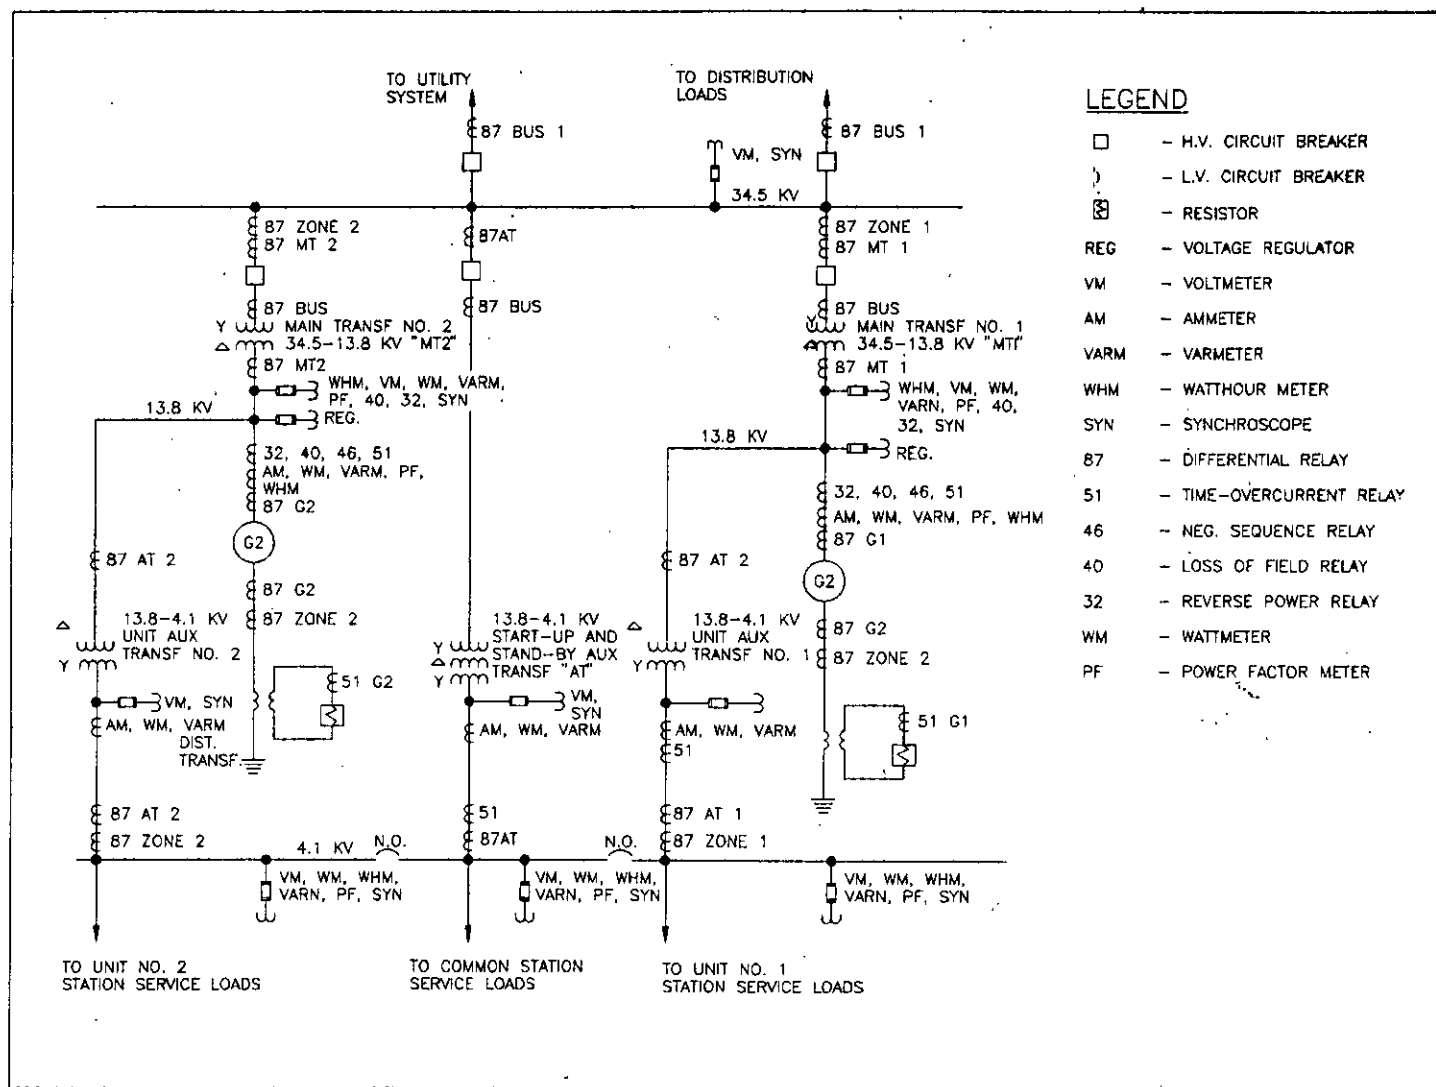 TO UTILITY
SYSTEM
87 BUS 1
TO DISTRIBUTION
LOADS
87 BUS 1
VM, SYN
34.5 KV
87 ZONE 2
87 MT 2
87 BUS
Y
MAIN TRANSF NO. 2
△
34.5-13.8 KV "MT2"
87 MT2
WHM, VM, WM, VARM,
PF, 40, 32, SYN
13.8 KV
REG.
32, 40, 46, 51
AM, WM, VARM, PF,
WHM
87 G2
G2
87 G2
87 ZONE 2
51 G2
DIST.
TRANSF.
87 AT 2
△
13.8-4.1 KV
UNIT AUX
TRANSF NO. 2
Y
VM, SYN
AM, WM, VARM
87 AT 2
87 ZONE 2
87AT
87 BUS
13.8-4.1 KV
START-UP AND
STAND-BY AUX
TRANSF "AT"
Y
△
Y
VM,
SYN
AM, WM, VARM
51
87AT
87 ZONE 1
87 MT 1
87 BUS
Y
MAIN TRANSF NO. 1
△
34.5-13.8 KV "MT1"
87 MT 1
WHM, VM, WM,
VARN, PF, 40,
32, SYN
13.8 KV
REG.
32, 40, 46, 51
AM, WM, VARM, PF, WHM
87 G1
G2
87 G2
87 ZONE 2
51 G1
87 AT 2
△
13.8-4.1 KV
UNIT AUX
TRANSF NO. 1
Y
AM, WM, VARM
51
87 AT 1
87 ZONE 1
4.1 KV
N.O.
N.O.
VM, WM, WHM,
VARN, PF, SYN
VM, WM, WHM,
VARN, PF, SYN
VM, WM, WHM,
VARN, PF, SYN
TO UNIT NO. 2
STATION SERVICE LOADS
TO COMMON STATION
SERVICE LOADS
TO UNIT NO. 1
STATION SERVICE LOADS
LEGEND
- H.V. CIRCUIT BREAKER
- L.V. CIRCUIT BREAKER
- RESISTOR
REG - VOLTAGE REGULATOR
VM - VOLTMETER
AM - AMMETER
VARM - VARMETER
WHM - WATTHOUR METER
SYN - SYNCHROSCOPE
87 - DIFFERENTIAL RELAY
51 - TIME-OVERCURRENT RELAY
46 - NEG. SEQUENCE RELAY
40 - LOSS OF FIELD RELAY
32 - REVERSE POWER RELAY
WM - WATTMETER
PF - POWER FACTOR METER